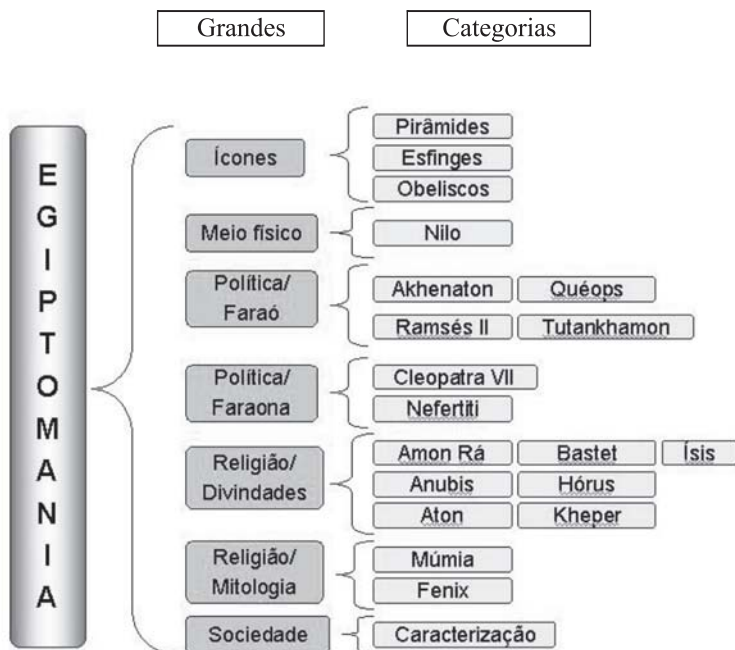 Grandes Categorias
EGIPTOMANIA
Ícones
Pirâmides
Esfinges
Obeliscos
Meio físico
Nilo
Política/
Faraó
Akhenaton Quéops
Ramsés II Tutankhamon
Política/
Faraona
Cleopatra VII
Nefertiti
Religião/
Divindades
Amon Rá Bastet Ísis
Anubis Hórus
Aton Kheper
Religião/
Mitologia
Múmia
Fenix
Sociedade
Caracterização